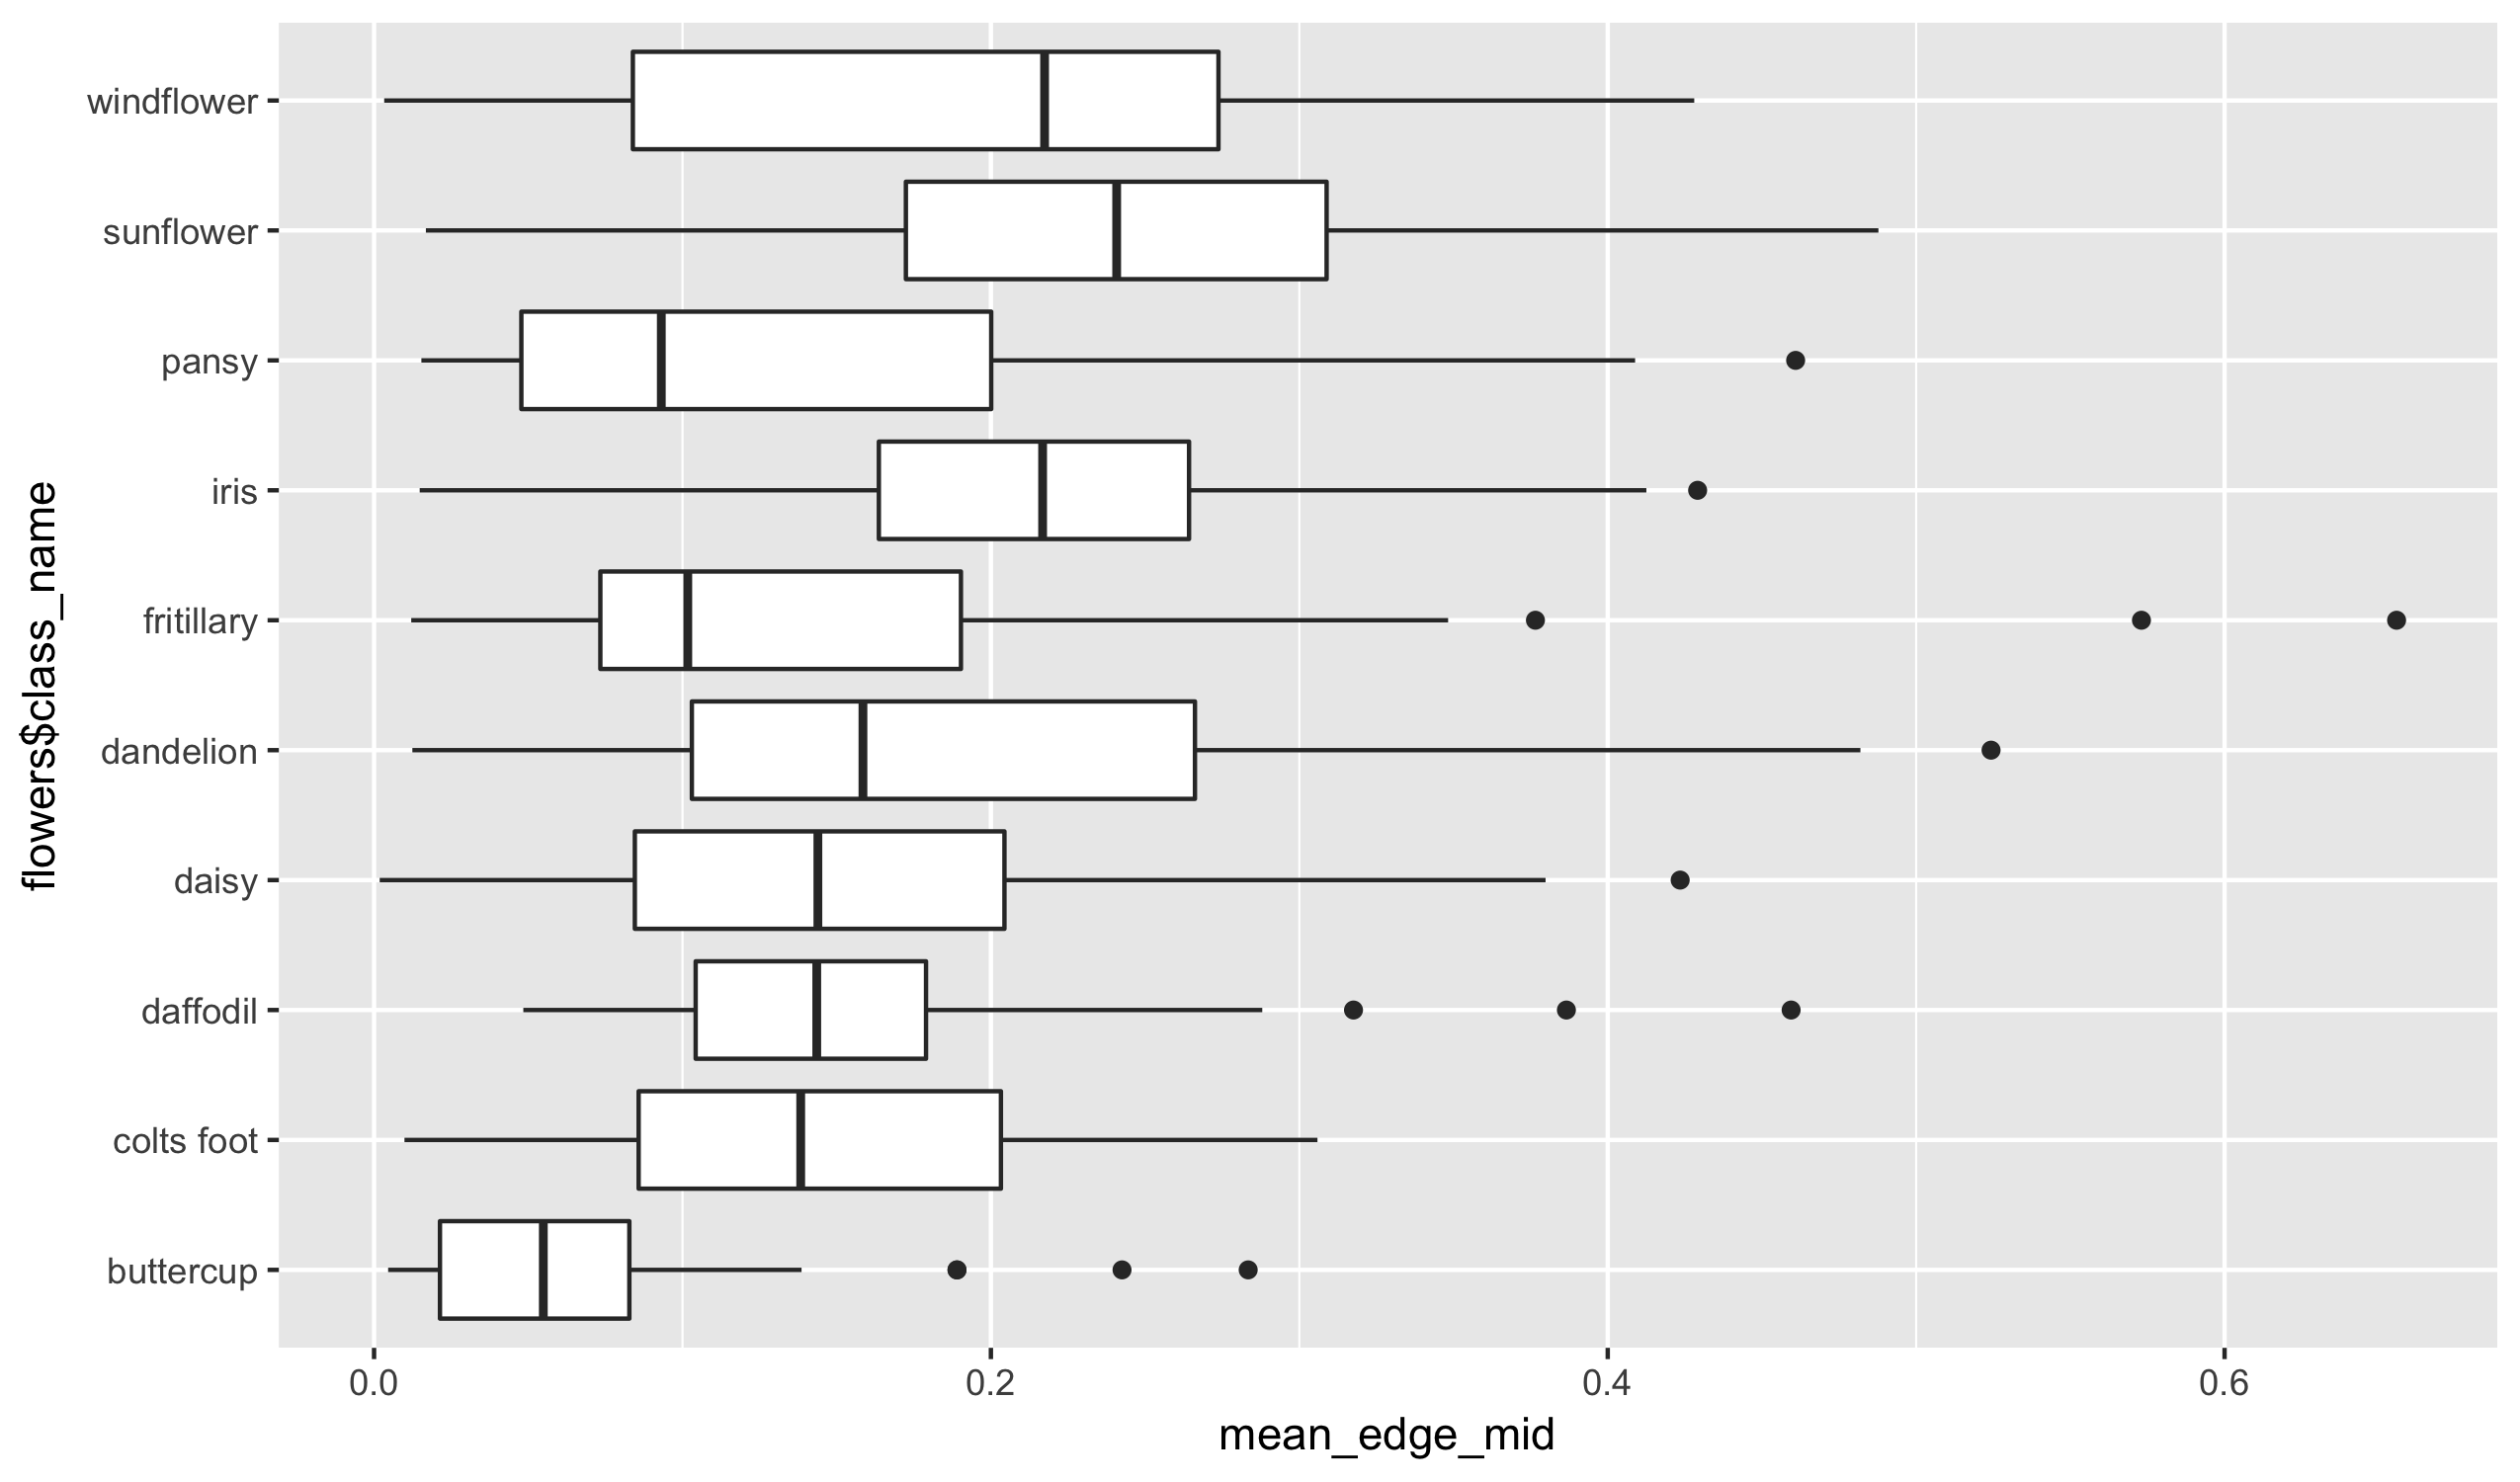 windflower
sunflower
pansy
iris
fritillary
dandelion
daisy
daffodil
colts foot
buttercup
flowers$class_name
0.0 0.2 0.4 0.6
mean_edge_mid